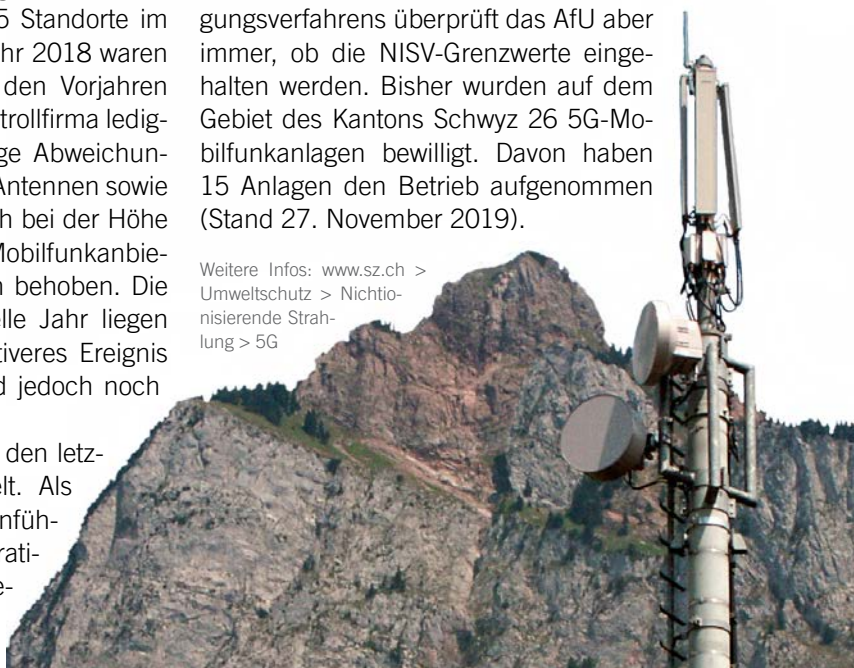 5 Standorte im
hr 2018 waren
den Vorjahren
trollfirma ledig-
ge Abweichun-
Antennen sowie
h bei der Höhe
Mobilfunkanbie-
n behoben. Die
elle Jahr liegen
tiveres Ereignis
d jedoch noch
den letz-
elt. Als
nfüh-
rati-
e-
gungsverfahrens überprüft das AfU aber
immer, ob die NISV-Grenzwerte einge-
halten werden. Bisher wurden auf dem
Gebiet des Kantons Schwyz 26 5G-Mo-
bilfunkanlagen bewilligt. Davon haben
15 Anlagen den Betrieb aufgenommen
(Stand 27. November 2019).
Weitere Infos: www.sz.ch >
Umweltschutz > Nichtio-
nisierende Strah-
lung > 5G